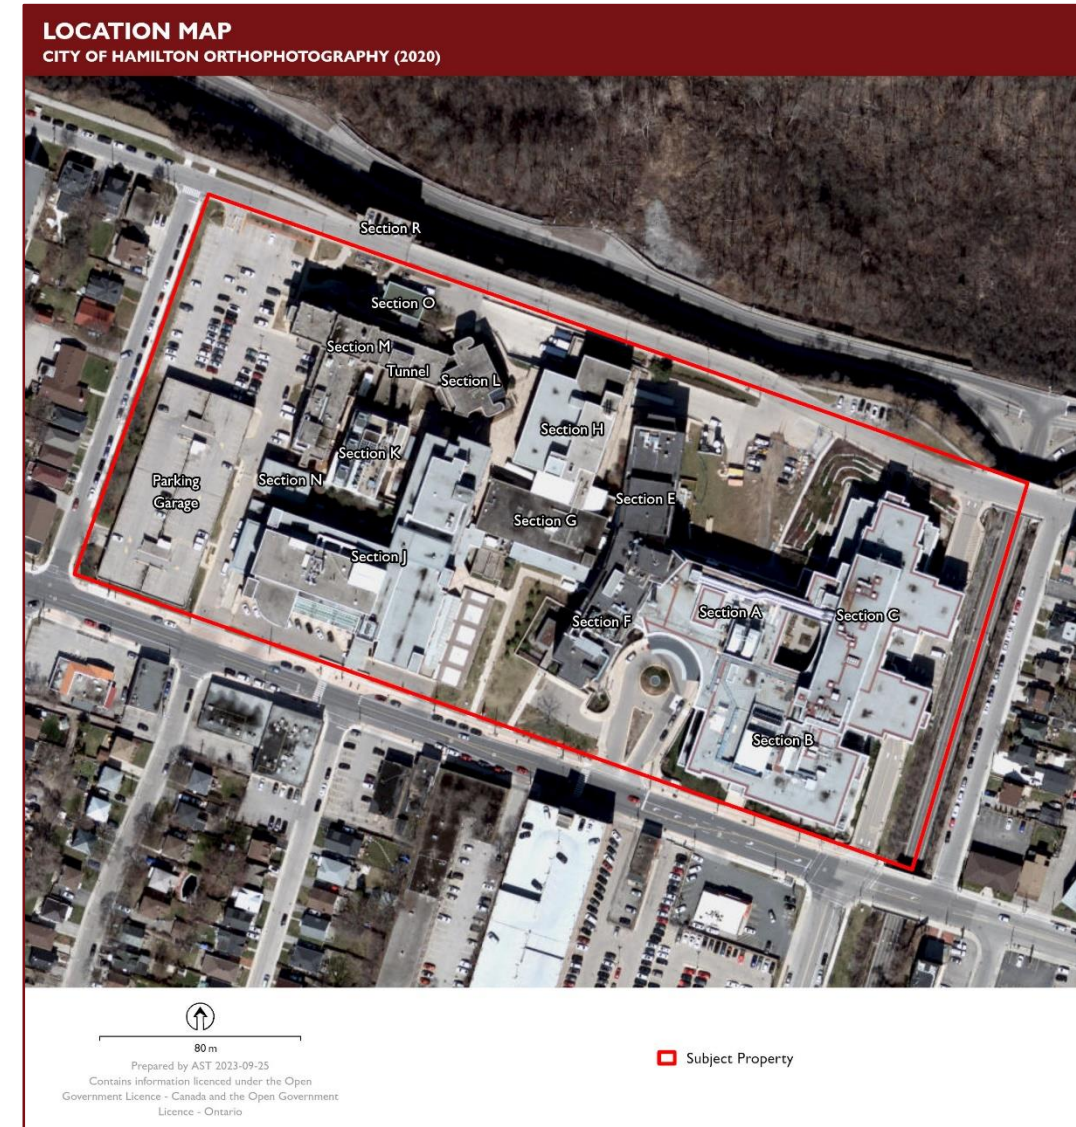 LOCATION MAP
CITY OF HAMILTON ORTHOPHOTOGRAPHY (2020)
Section R
Section O
Section M
Tunnel
Section L
Section H
Section K
Parking
Garage
Section N
Section E
Section G
Section J
Section A
Section C
Section F
Section B
80 m
Prepared by AST 2023-09-25
Contains information licenced under the Open
Government Licence - Canada and the Open Government
Licence - Ontario
Subject Property